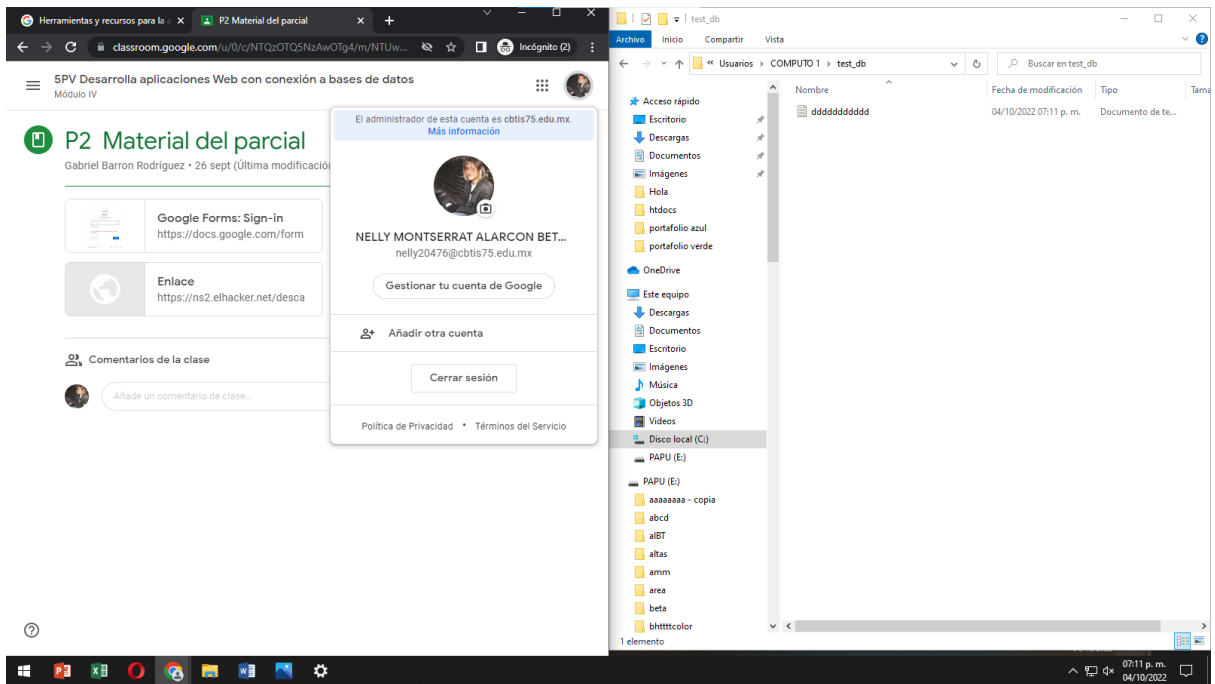 Herramientas y recursos para la a
P2 Material del parcial
classroom.google.com/u/0/c/NTQzOTQ5NzAwOTg4/m/NTUw...
Incógnito (2)
5PV Desarrolla aplicaciones Web con conexión a bases de datos
Módulo IV
P2 Material del parcial
Gabriel Barron Rodríguez • 26 sept (Última modificació
Google Forms: Sign-in
https://docs.google.com/form
Enlace
https://ns2.elhacker.net/desca
Comentarios de la clase
Añade un comentario de clase...
El administrador de esta cuenta es cbtis75.edu.mx.
Más información
NELLY MONTSERRAT ALARCON BET...
nelly20476@cbtis75.edu.mx
Gestionar tu cuenta de Google
Añadir otra cuenta
Cerrar sesión
Política de Privacidad • Términos del Servicio
test_db
Archivo Inicio Compartir Vista
« Usuarios › COMPUTO 1 › test_db
Buscar en test_db
Nombre Fecha de modificación Tipo Tama
ddddddddddd 04/10/2022 07:11 p. m. Documento de te...
Acceso rápido
Escritorio
Descargas
Documentos
Imágenes
Hola
htdocs
portafolio azul
portafolio verde
OneDrive
Este equipo
Descargas
Documentos
Escritorio
Imágenes
Música
Objetos 3D
Videos
Disco local (C:)
PAPU (E:)
PAPU (E:)
aaaaaaaa - copia
abcd
alBT
altas
amm
area
beta
bhttttcolor
1 elemento
07:11 p. m.
04/10/2022